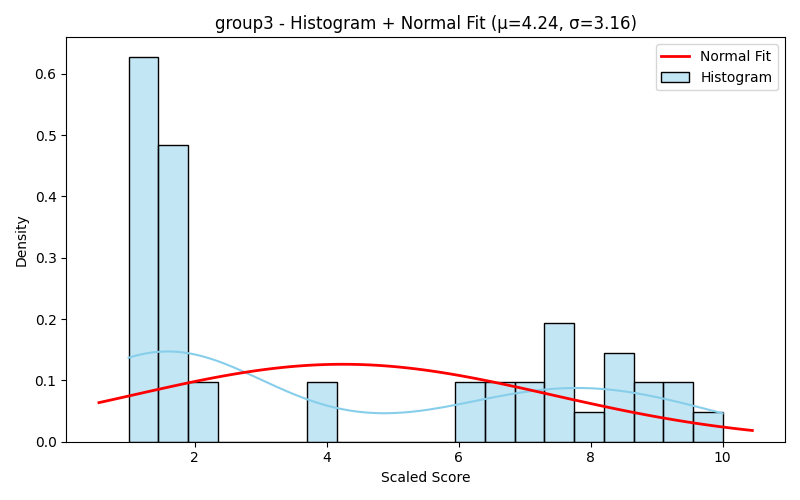 group3 - Histogram + Normal Fit (μ=4.24, σ=3.16)
Normal Fit
Histogram
Density
0.6
0.5
0.4
0.3
0.2
0.1
0.0
2
4
6
8
10
Scaled Score